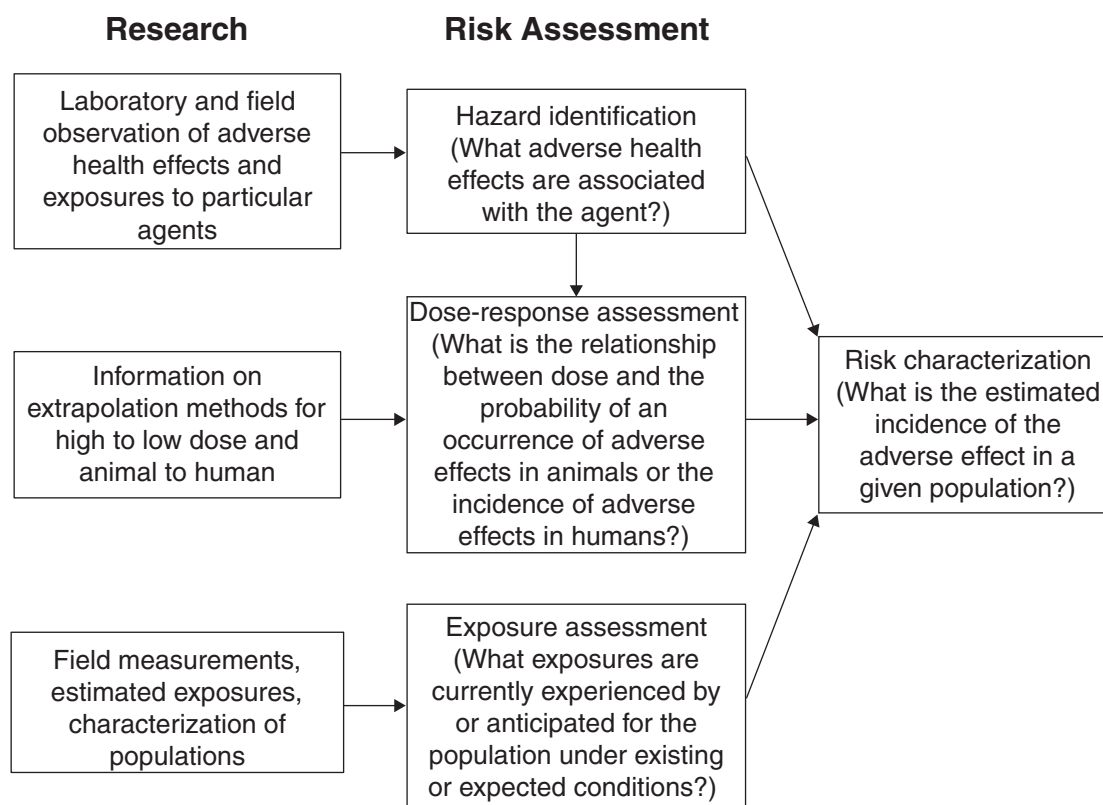 Research
Risk Assessment
Laboratory and field
observation of adverse
health effects and
exposures to particular
agents
Hazard identification
(What adverse health
effects are associated
with the agent?)
Information on
extrapolation methods for
high to low dose and
animal to human
Dose-response assessment
(What is the relationship
between dose and the
probability of an
occurrence of adverse
effects in animals or the
incidence of adverse
effects in humans?)
Risk characterization
(What is the estimated
incidence of the
adverse effect in a
given population?)
Field measurements,
estimated exposures,
characterization of
populations
Exposure assessment
(What exposures are
currently experienced by
or anticipated for the
population under existing
or expected conditions?)